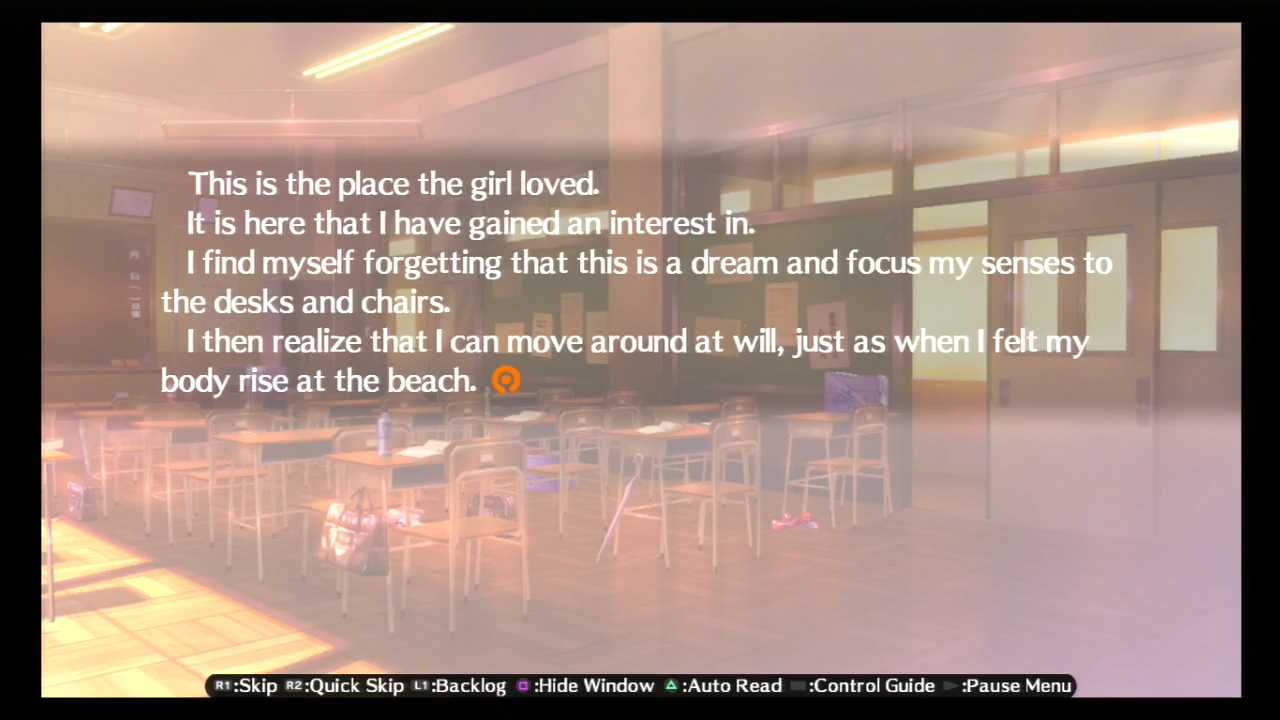 This is the place the girl loved.
It is here that I have gained an interest in.
I find myself forgetting that this is a dream and focus my senses to
the desks and chairs.
I then realize that I can move around at will, just as when I felt my
body rise at the beach.
R1:Skip R2:Quick Skip L1:Backlog :Hide Window :Auto Read :Control Guide :Pause Menu